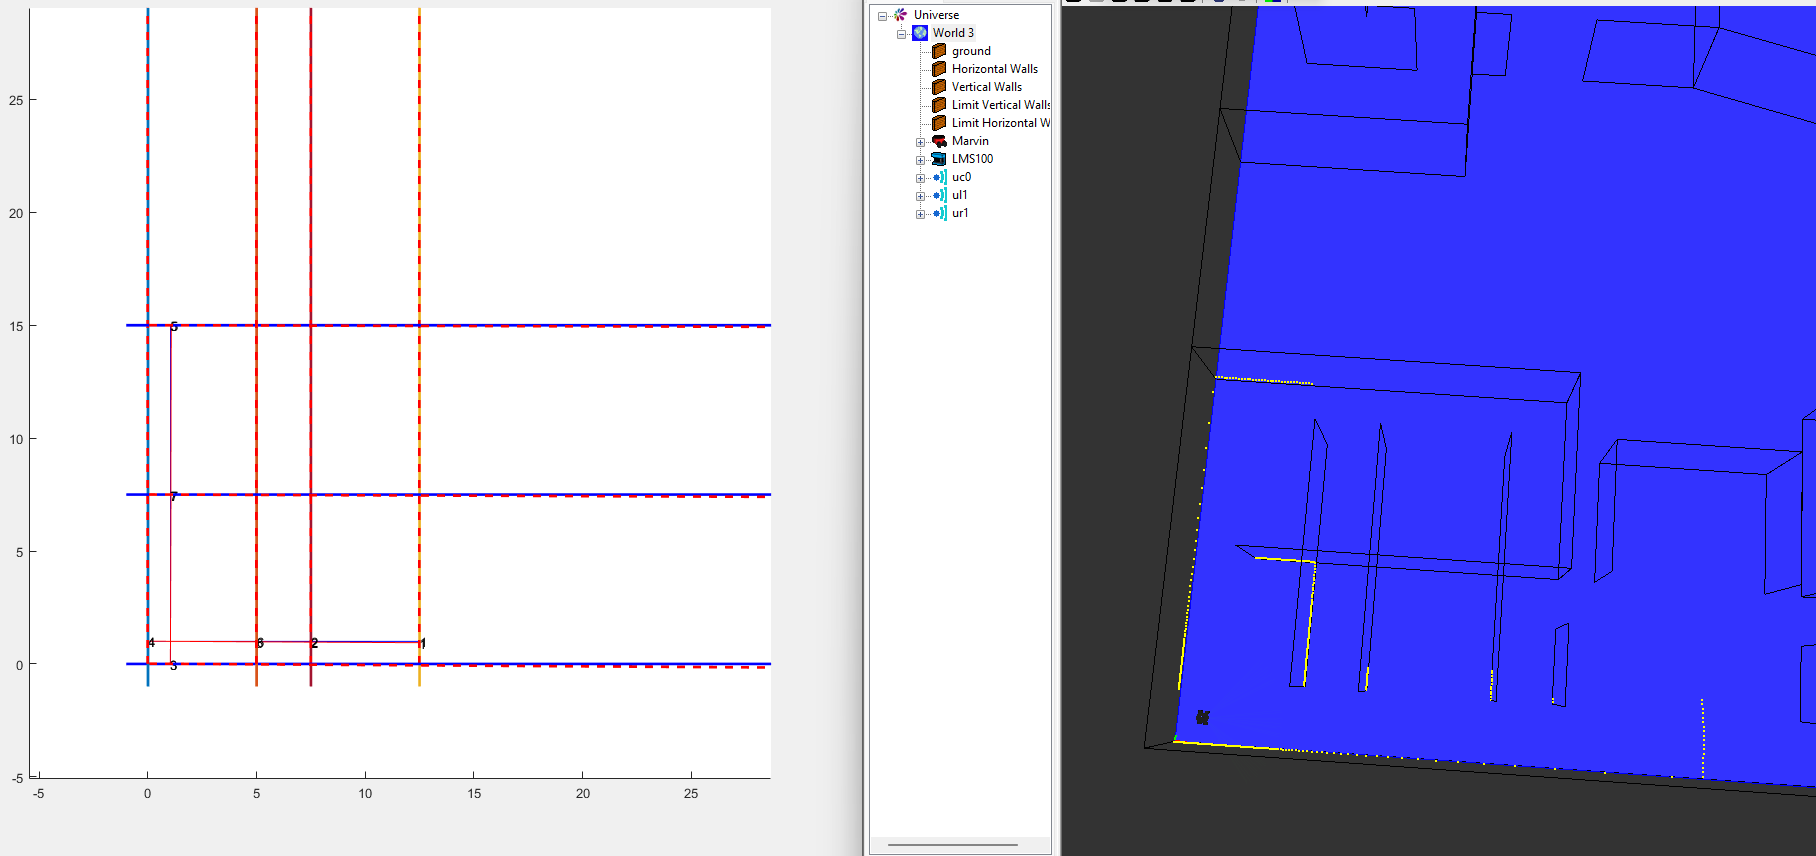 25
20
15
10
5
0
-5
-5
0
5
10
15
20
25
5
7
4
6
2
1
3
Universe
World 3
ground
Horizontal Walls
Vertical Walls
Limit Vertical Walls
Limit Horizontal W
Marvin
LMS100
uc0
ul1
ur1